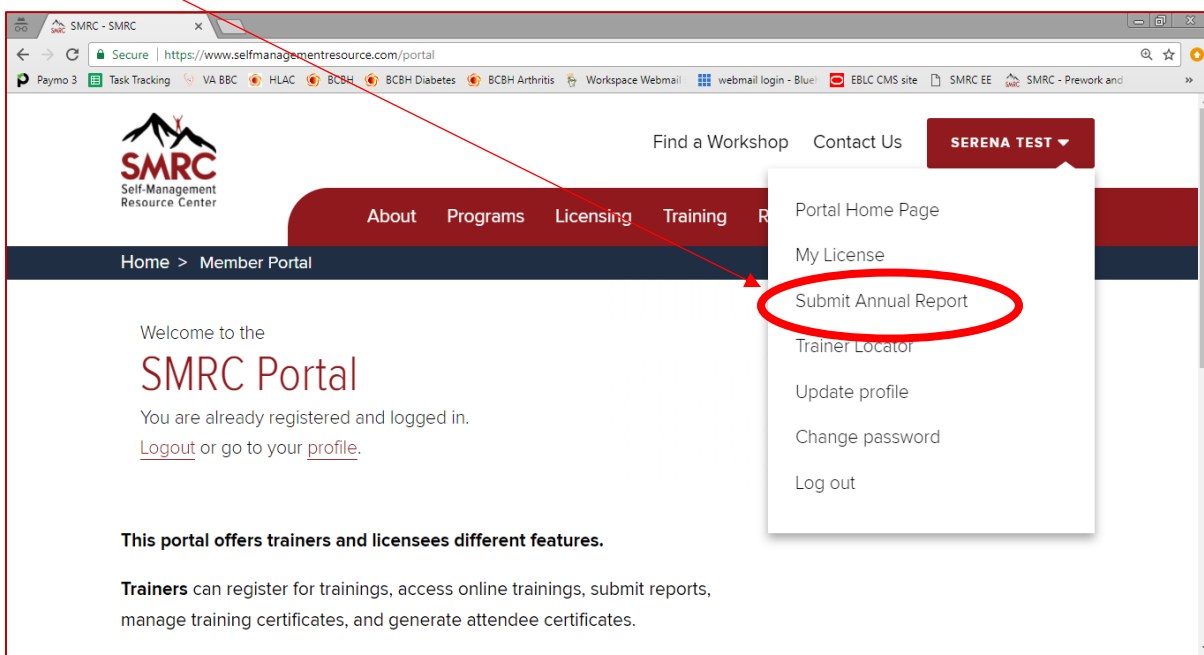 SMRC - SMRC
Secure | https://www.selfmanagementresource.com/portal
Paymo 3 Task Tracking VA BBC HLAC BCBH BCBH Diabetes BCBH Arthritis Workspace Webmail webmail login - Blue EBLC CMS site SMRC EE SMRC - Prework and »
SMRC
Self-Management
Resource Center
Find a Workshop Contact Us SERENA TEST
About Programs Licensing Training R
Home > Member Portal
Portal Home Page
My License
Submit Annual Report
Trainer Locator
Update profile
Change password
Log out
Welcome to the
SMRC Portal
You are already registered and logged in.
Logout or go to your profile.
This portal offers trainers and licensees different features.
Trainers can register for trainings, access online trainings, submit reports,
manage training certificates, and generate attendee certificates.